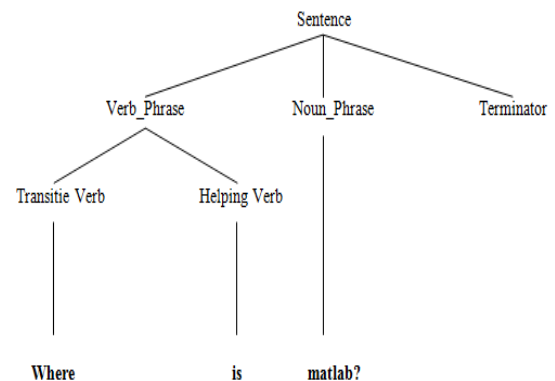 Sentence
Verb_Phrase Noun_Phrase Terminator
Transitie Verb Helping Verb
Where is matlab?